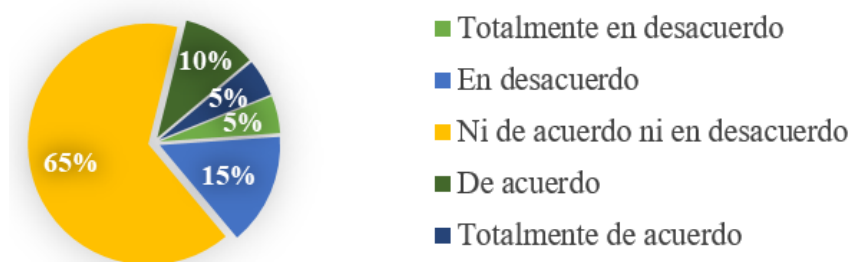 10%
5%
5%
15%
65%
Totalmente en desacuerdo
En desacuerdo
Ni de acuerdo ni en desacuerdo
De acuerdo
Totalmente de acuerdo